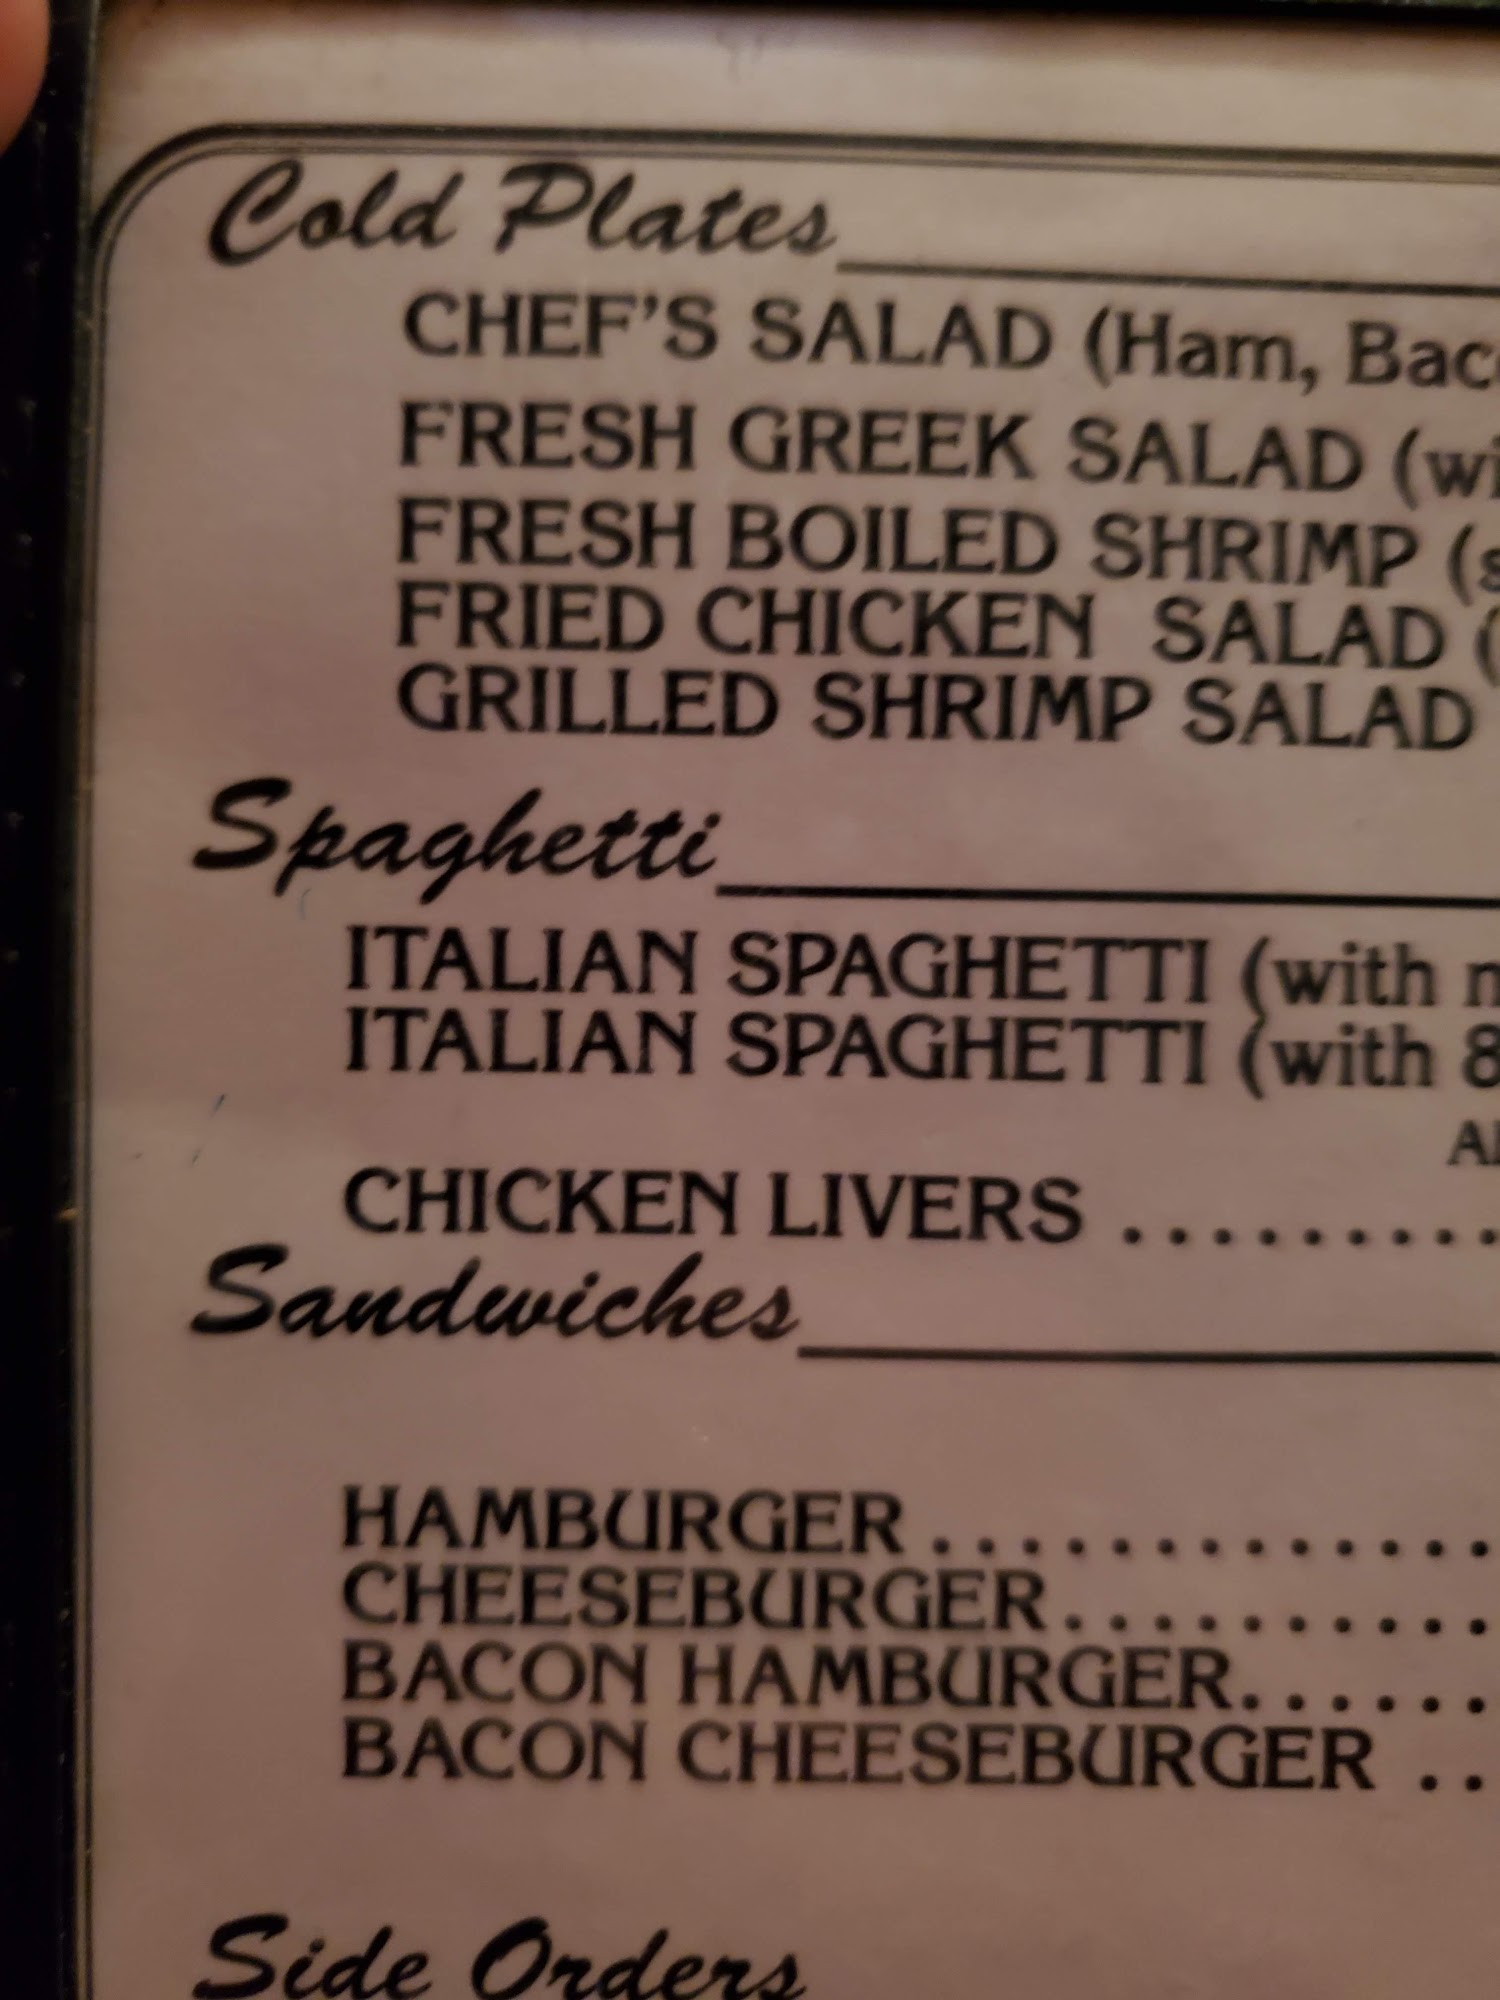 Cold Plates
CHEF'S SALAD (Ham, Bac
FRESH GREEK SALAD (wi
FRESH BOILED SHRIMP (s
FRIED CHICKEN SALAD (
GRILLED SHRIMP SALAD
Spaghetti
ITALIAN SPAGHETTI (with
ITALIAN SPAGHETTI (with 8
CHICKEN LIVERS .........
Sandwiches
HAMBURGER .............
CHEESEBURGER..........
BACON HAMBURGER......
BACON CHEESEBURGER ..
Side Orders